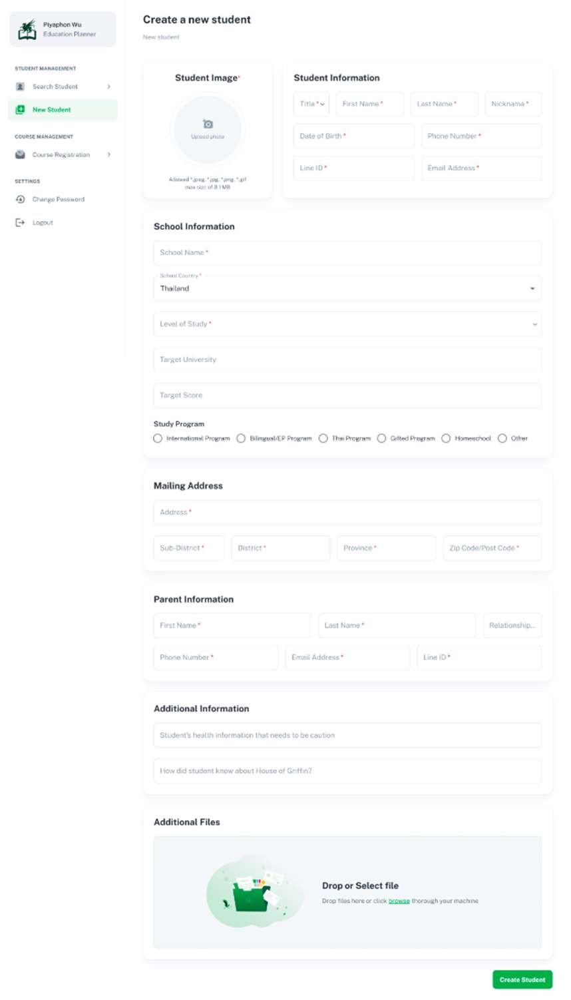 Piyaphon Wu
Education Planner
STUDENT MANAGEMENT
Search Student
New Student
COURSE MANAGEMENT
Course Registration
SETTINGS
Change Password
Logout
Create a new student
New student
Student Image*
Upload photo
Allowed *.jpeg, *.jpg, *.png, *.gif
max size of 3.1 MB
Student Information
Title * First Name * Last Name * Nickname *
Date of Birth * Phone Number *
Line ID * Email Address *
School Information
School Name *
School Country *
Thailand
Level of Study *
Target University
Target Score
Study Program
International Program Bilingual/EP Program Thai Program Gifted Program Homeschool Other
Mailing Address
Address *
Sub-District * District * Province * Zip Code/Post Code *
Parent Information
First Name * Last Name * Relationship...
Phone Number * Email Address * Line ID *
Additional Information
Student's health information that needs to be caution
How did student know about House of Griffin?
Additional Files
Drop or Select file
Drop files here or click browse thorough your machine
Create Student